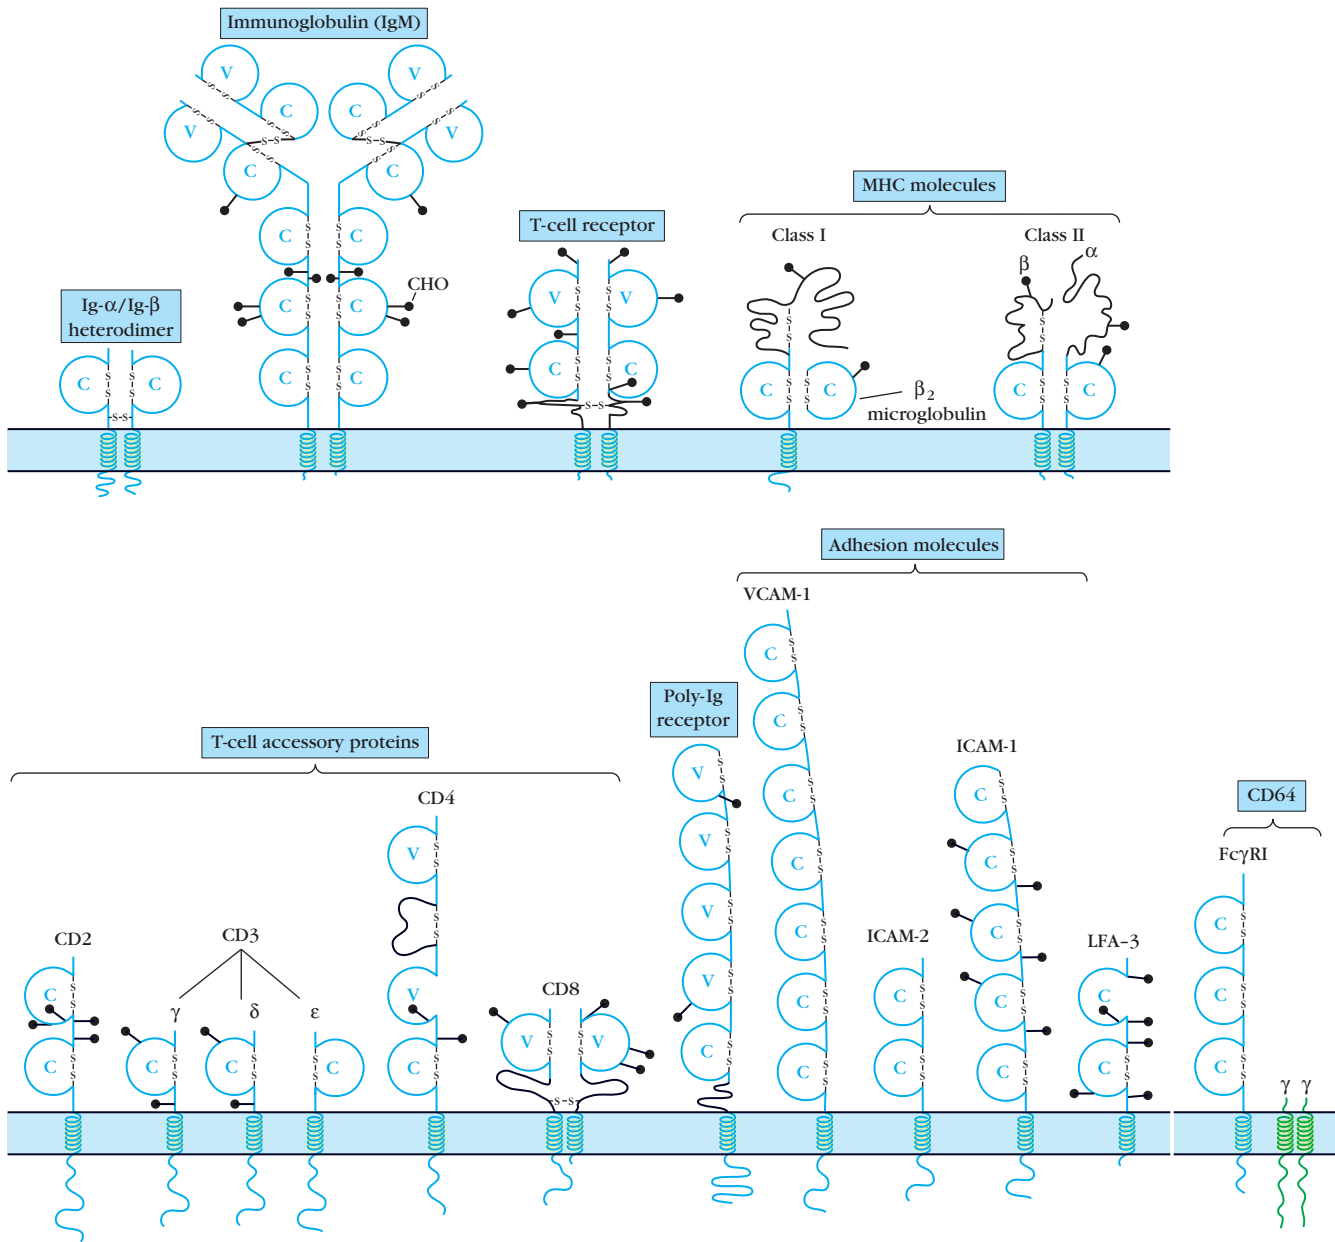 Immunoglobulin (IgM)
V
V
C
C
V
V
S-S
S-S
C
C
MHC molecules
T-cell receptor
Class I
Class II
C
C
β
α
CHO
Ig-α/Ig-β
heterodimer
V
V
C
C
C
C
C
C
C
C
C
C
C
C
β2
microglobulin
S-S
S-S
Adhesion molecules
VCAM-1
C
Poly-Ig
receptor
C
T-cell accessory proteins
ICAM-1
V
C
C
CD64
CD4
V
V
C
C
FcγRI
V
C
C
C
CD2
CD3
ICAM-2
LFA-3
C
V
V
CD8
C
C
C
C
C
γ
δ
ε
V
V
C
C
C
C
C
C
C
C
C
C
C
C
γ
γ
S-S